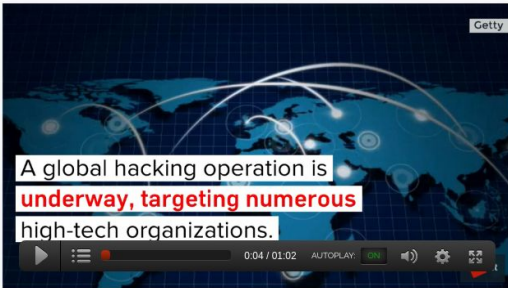 Getty
A global hacking operation is
underway, targeting numerous
high-tech organizations.
0:04 / 01:02 AUTOPLAY: ON